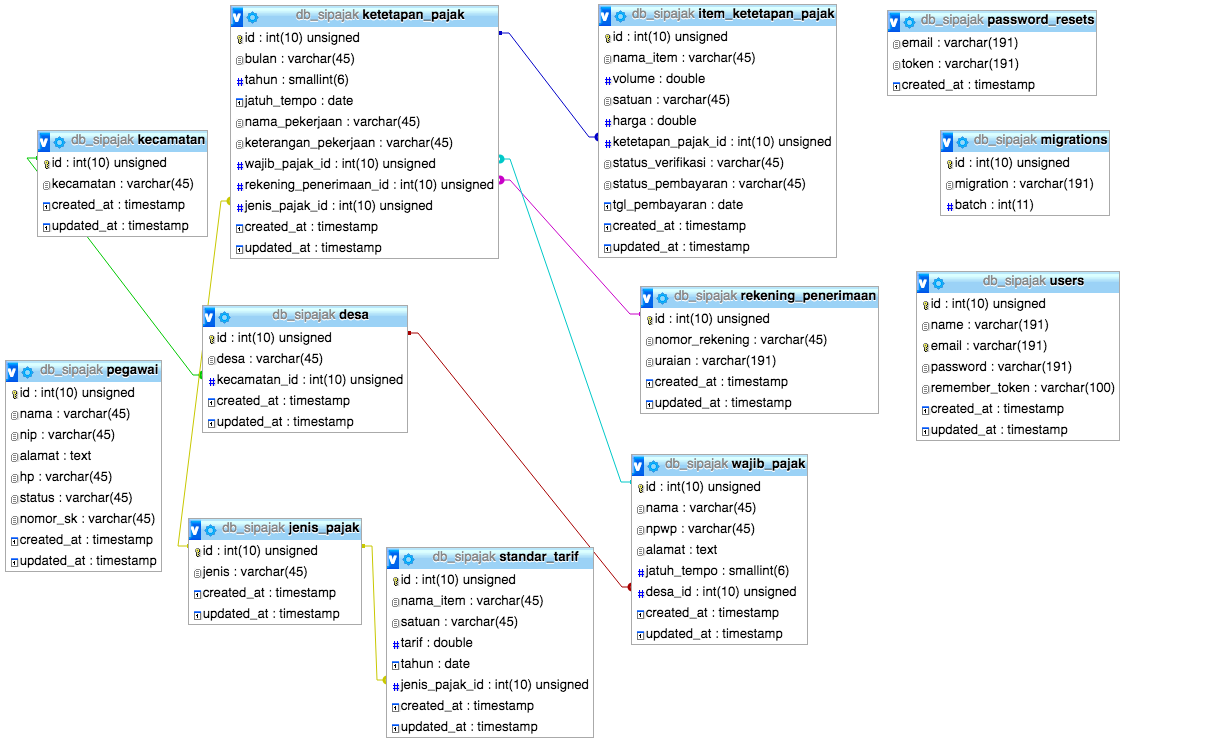 db_sipajak ketetapan_pajak
id : int(10) unsigned
bulan : varchar(45)
tahun : smallint(6)
jatuh_tempo : date
nama_pekerjaan : varchar(45)
keterangan_pekerjaan : varchar(45)
wajib_pajak_id : int(10) unsigned
rekening_penerimaan_id : int(10) unsigned
jenis_pajak_id : int(10) unsigned
created_at : timestamp
updated_at : timestamp
db_sipajak item_ketetapan_pajak
id : int(10) unsigned
nama_item : varchar(45)
volume : double
satuan : varchar(45)
harga : double
ketetapan_pajak_id : int(10) unsigned
status_verifikasi : varchar(45)
status_pembayaran : varchar(45)
tgl_pembayaran : date
created_at : timestamp
updated_at : timestamp
db_sipajak password_resets
email : varchar(191)
token : varchar(191)
created_at : timestamp
db_sipajak kecamatan
id : int(10) unsigned
kecamatan : varchar(45)
created_at : timestamp
updated_at : timestamp
db_sipajak migrations
id : int(10) unsigned
migration : varchar(191)
batch : int(11)
db_sipajak users
id : int(10) unsigned
name : varchar(191)
email : varchar(191)
password : varchar(191)
remember_token : varchar(100)
created_at : timestamp
updated_at : timestamp
db_sipajak rekening_penerimaan
id : int(10) unsigned
nomor_rekening : varchar(45)
uraian : varchar(191)
created_at : timestamp
updated_at : timestamp
db_sipajak desa
id : int(10) unsigned
desa : varchar(45)
kecamatan_id : int(10) unsigned
created_at : timestamp
updated_at : timestamp
db_sipajak pegawai
id : int(10) unsigned
nama : varchar(45)
nip : varchar(45)
alamat : text
hp : varchar(45)
status : varchar(45)
nomor_sk : varchar(45)
created_at : timestamp
updated_at : timestamp
db_sipajak wajib_pajak
id : int(10) unsigned
nama : varchar(45)
npwp : varchar(45)
alamat : text
jatuh_tempo : smallint(6)
desa_id : int(10) unsigned
created_at : timestamp
updated_at : timestamp
db_sipajak jenis_pajak
id : int(10) unsigned
jenis : varchar(45)
created_at : timestamp
updated_at : timestamp
db_sipajak standar_tarif
id : int(10) unsigned
nama_item : varchar(45)
satuan : varchar(45)
tarif : double
tahun : date
jenis_pajak_id : int(10) unsigned
created_at : timestamp
updated_at : timestamp